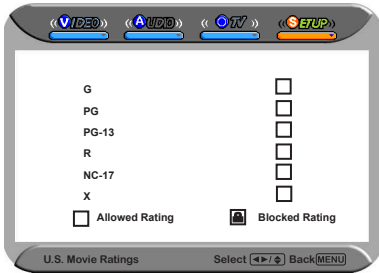 VIDEO AUDIO TV SETUP
G
PG
PG-13
R
NC-17
X
Allowed Rating Blocked Rating
U.S. Movie Ratings Select ◄►/♦ Back MENU